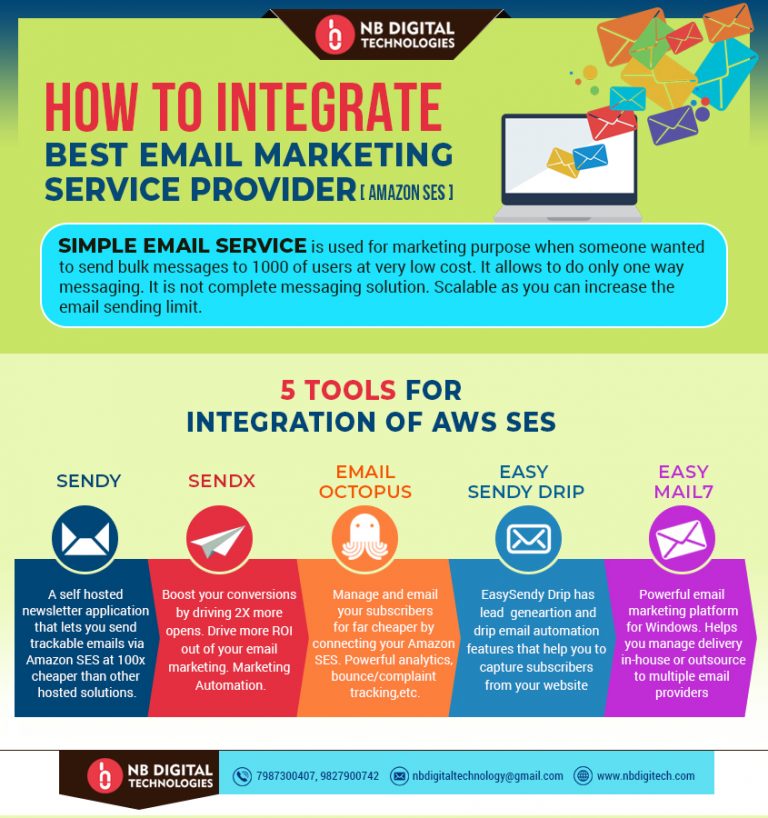 NB DIGITAL
TECHNOLOGIES
HOW TO INTEGRATE
BEST EMAIL MARKETING
SERVICE PROVIDER [ AMAZON SES ]
SIMPLE EMAIL SERVICE is used for marketing purpose when someone wanted
to send bulk messages to 1000 of users at very low cost. It allows to do only one way
messaging. It is not complete messaging solution. Scalable as you can increase the
email sending limit.
5 TOOLS FOR
INTEGRATION OF AWS SES
SENDY
A self hosted
newsletter application
that lets you send
trackable emails via
Amazon SES at 100x
cheaper than other
hosted solutions.
SENDX
Boost your conversions
by driving 2X more
opens. Drive more ROI
out of your email
marketing. Marketing
Automation.
EMAIL
OCTOPUS
Manage and email
your subscribers
for far cheaper by
connecting your Amazon
SES. Powerful analytics,
bounce/complaint
tracking,etc.
EASY
SENDY DRIP
EasySendy Drip has
lead geneartion and
drip email automation
features that help you to
capture subscribers
from your website
EASY
MAIL7
Powerful email
marketing platform
for Windows. Helps
you manage delivery
in-house or outsource
to multiple email
providers
NB DIGITAL
TECHNOLOGIES
7987300407, 9827900742 nbdigitaltechnology@gmail.com www.nbdigitech.com